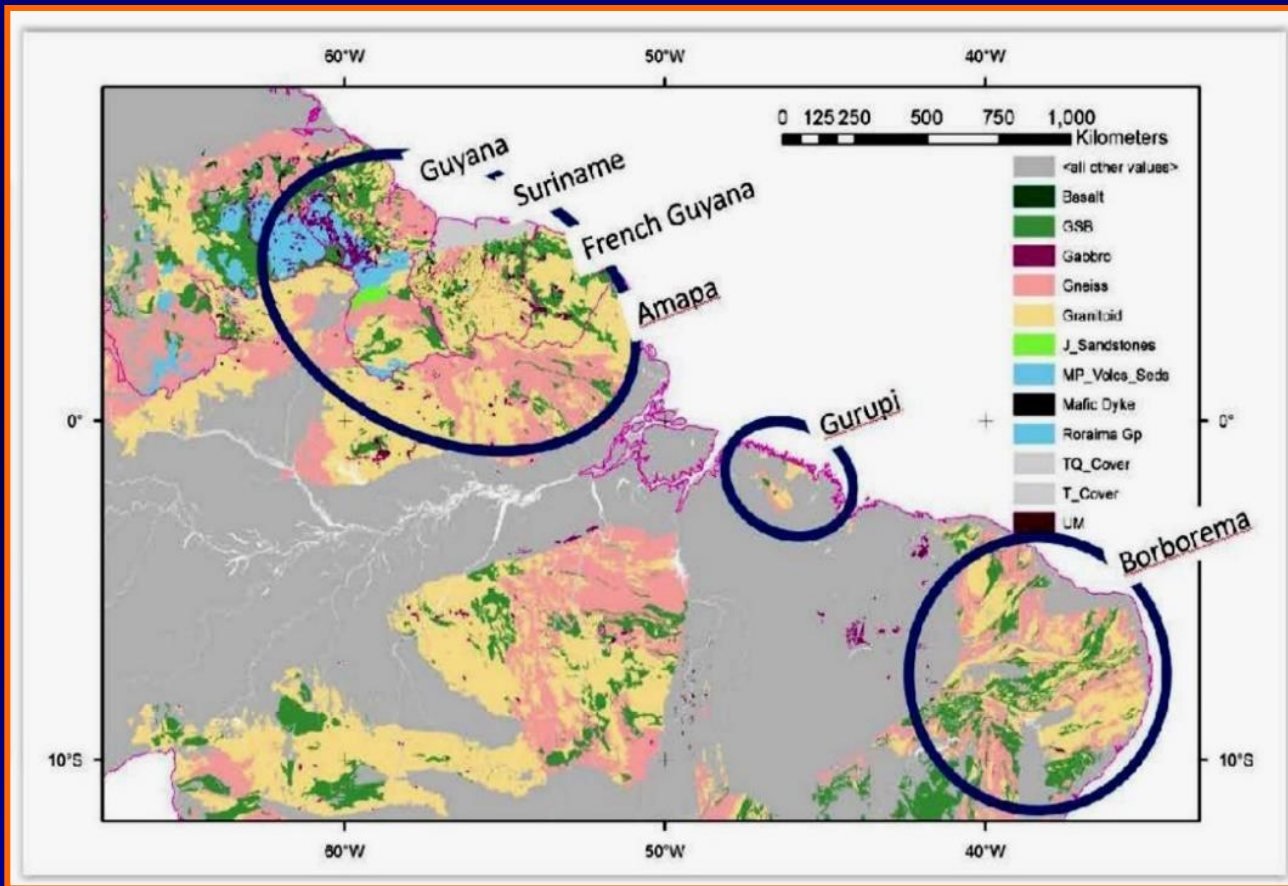 60°W 50°W 40°W
0 125 250 500 750 1,000
Kilometers
Guyana
Suriname
French Guyana
Amapa
Gurupi
Borborema
<all other values>
Basalt
GSB
Gabbro
Gneiss
Granitoid
J_Sandstones
MP_Volcs_Seds
Mafic Dyke
Roraima Gp
TQ_Cover
T_Cover
UM
0° 0°
10°S 10°S
60°W 50°W 40°W